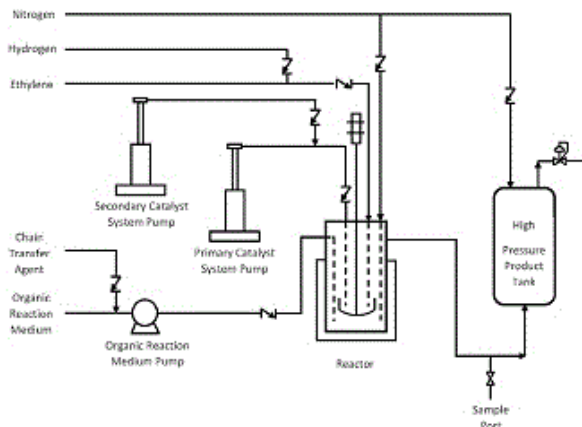 Nitrogen
Hydrogen
Ethylene
Secondary Catalyst
System Pump
Primary Catalyst
System Pump
High
Pressure
Product
Tank
Chain
Transfer
Agent
Organic
Reaction
Medium
Organic Reaction
Medium Pump
Reactor
Sample
Port